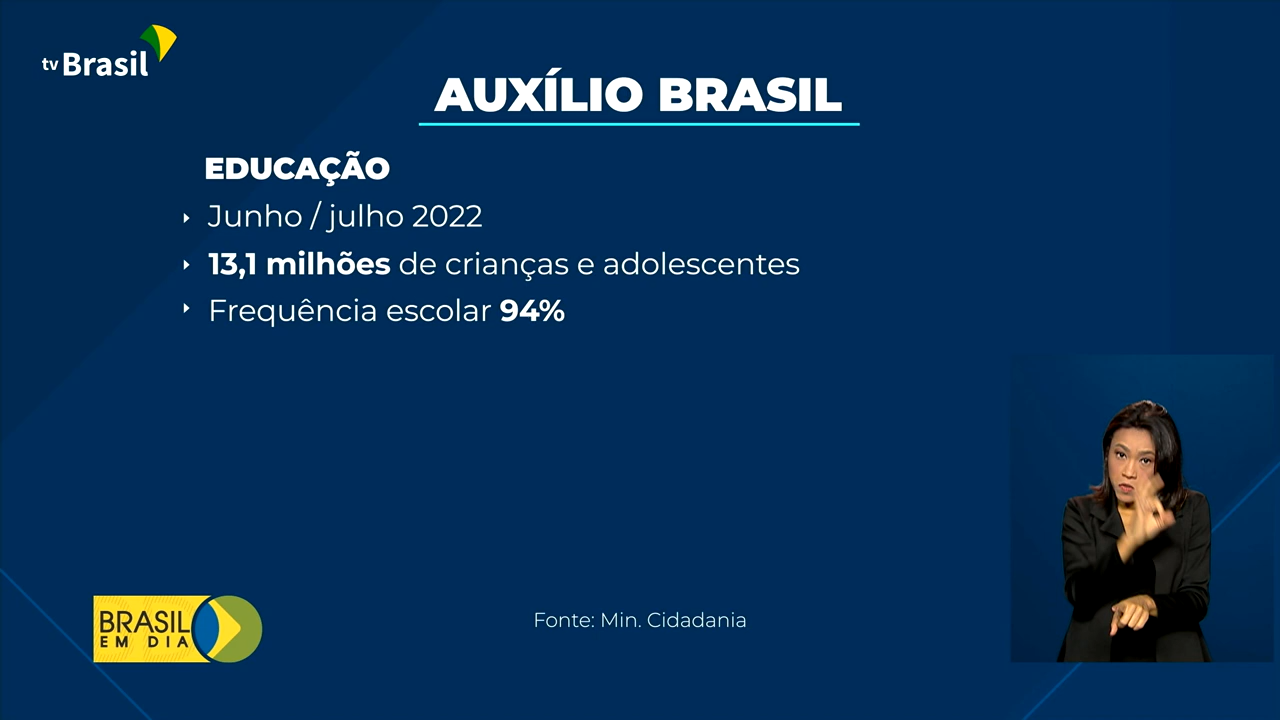 tv Brasil
AUXÍLIO BRASIL
EDUCAÇÃO
Junho / julho 2022
13,1 milhões de crianças e adolescentes
Frequência escolar 94%
BRASIL
EM DIA
Fonte: Min. Cidadania